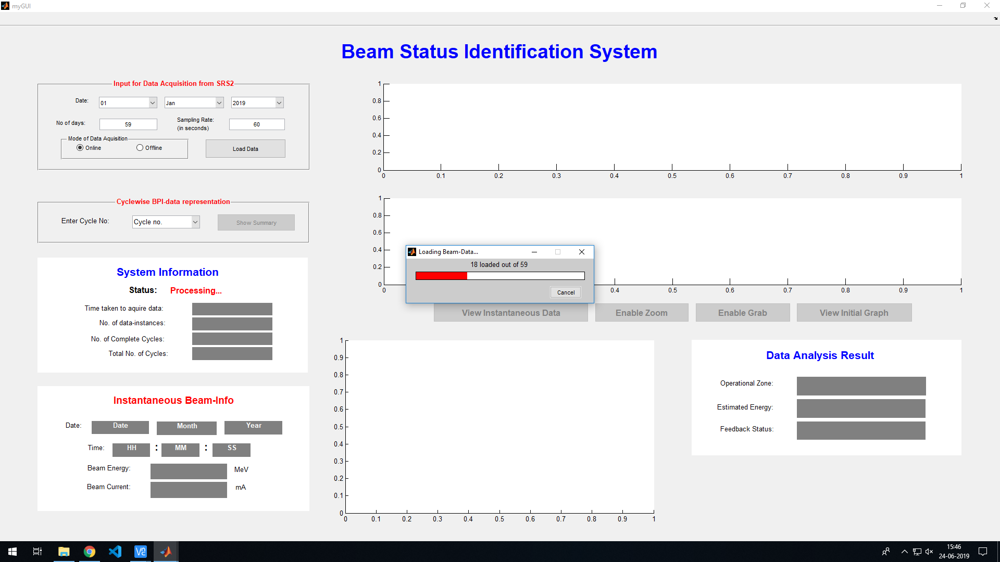 myGUI
Beam Status Identification System
Input for Data Acquisition from SRS2
Date: 01 Jan 2019
No of days: 59 Sampling Rate: (in seconds) 60
Mode of Data Aquisition
Online Offline Load Data
Cyclewise BPI-data representation
Enter Cycle No: Cycle no. Show Summary
System Information
Status: Processing...
Time taken to aquire data:
No. of data-instances:
No. of Complete Cycles:
Total No. of Cycles:
Instantaneous Beam-Info
Date: Date Month Year
Time: HH : MM : SS
Beam Energy: MeV
Beam Current: mA
1
0.8
0.6
0.4
0.2
0
0 0.1 0.2 0.3 0.4 0.5 0.6 0.7 0.8 0.9 1
1
0.8
0.6
0.4
0.2
0
0 0.4 0.5 0.6 0.7 0.8 0.9 1
Loading Beam-Data...
18 loaded out of 59
Cancel
View Instantaneous Data Enable Zoom Enable Grab View Initial Graph
1
0.9
0.8
0.7
0.6
0.5
0.4
0.3
0.2
0.1
0
0 0.1 0.2 0.3 0.4 0.5 0.6 0.7 0.8 0.9 1
Data Analysis Result
Operational Zone:
Estimated Energy:
Feedback Status:
15:46
24-06-2019